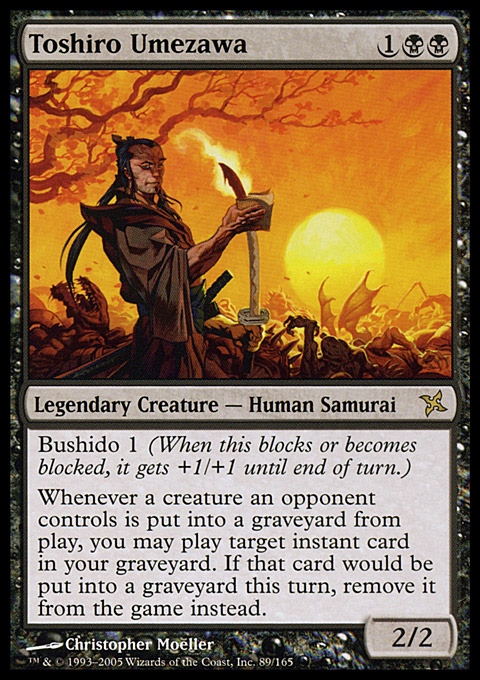 Toshiro Umezawa 1
Legendary Creature — Human Samurai
Bushido 1 (When this blocks or becomes
blocked, it gets +1/+1 until end of turn.)
Whenever a creature an opponent
controls is put into a graveyard from
play, you may play target instant card
in your graveyard. If that card would be
put into a graveyard this turn, remove it
from the game instead.
Christopher Moeller
2/2
™ & © 1993–2005 Wizards of the Coast, Inc. 89/165